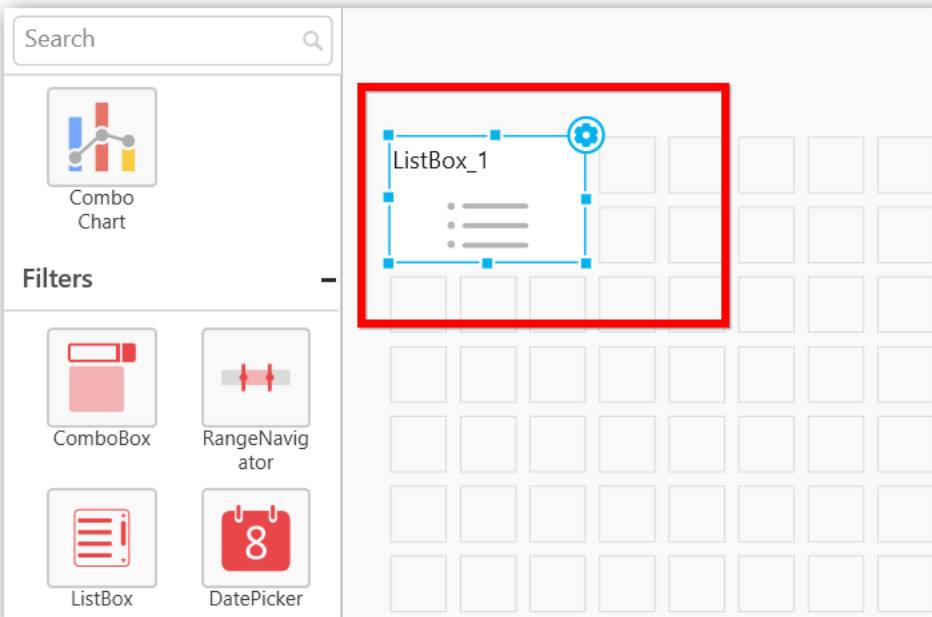 Search
Combo
Chart
Filters
ComboBox
RangeNavig
ator
ListBox
DatePicker
8
ListBox_1